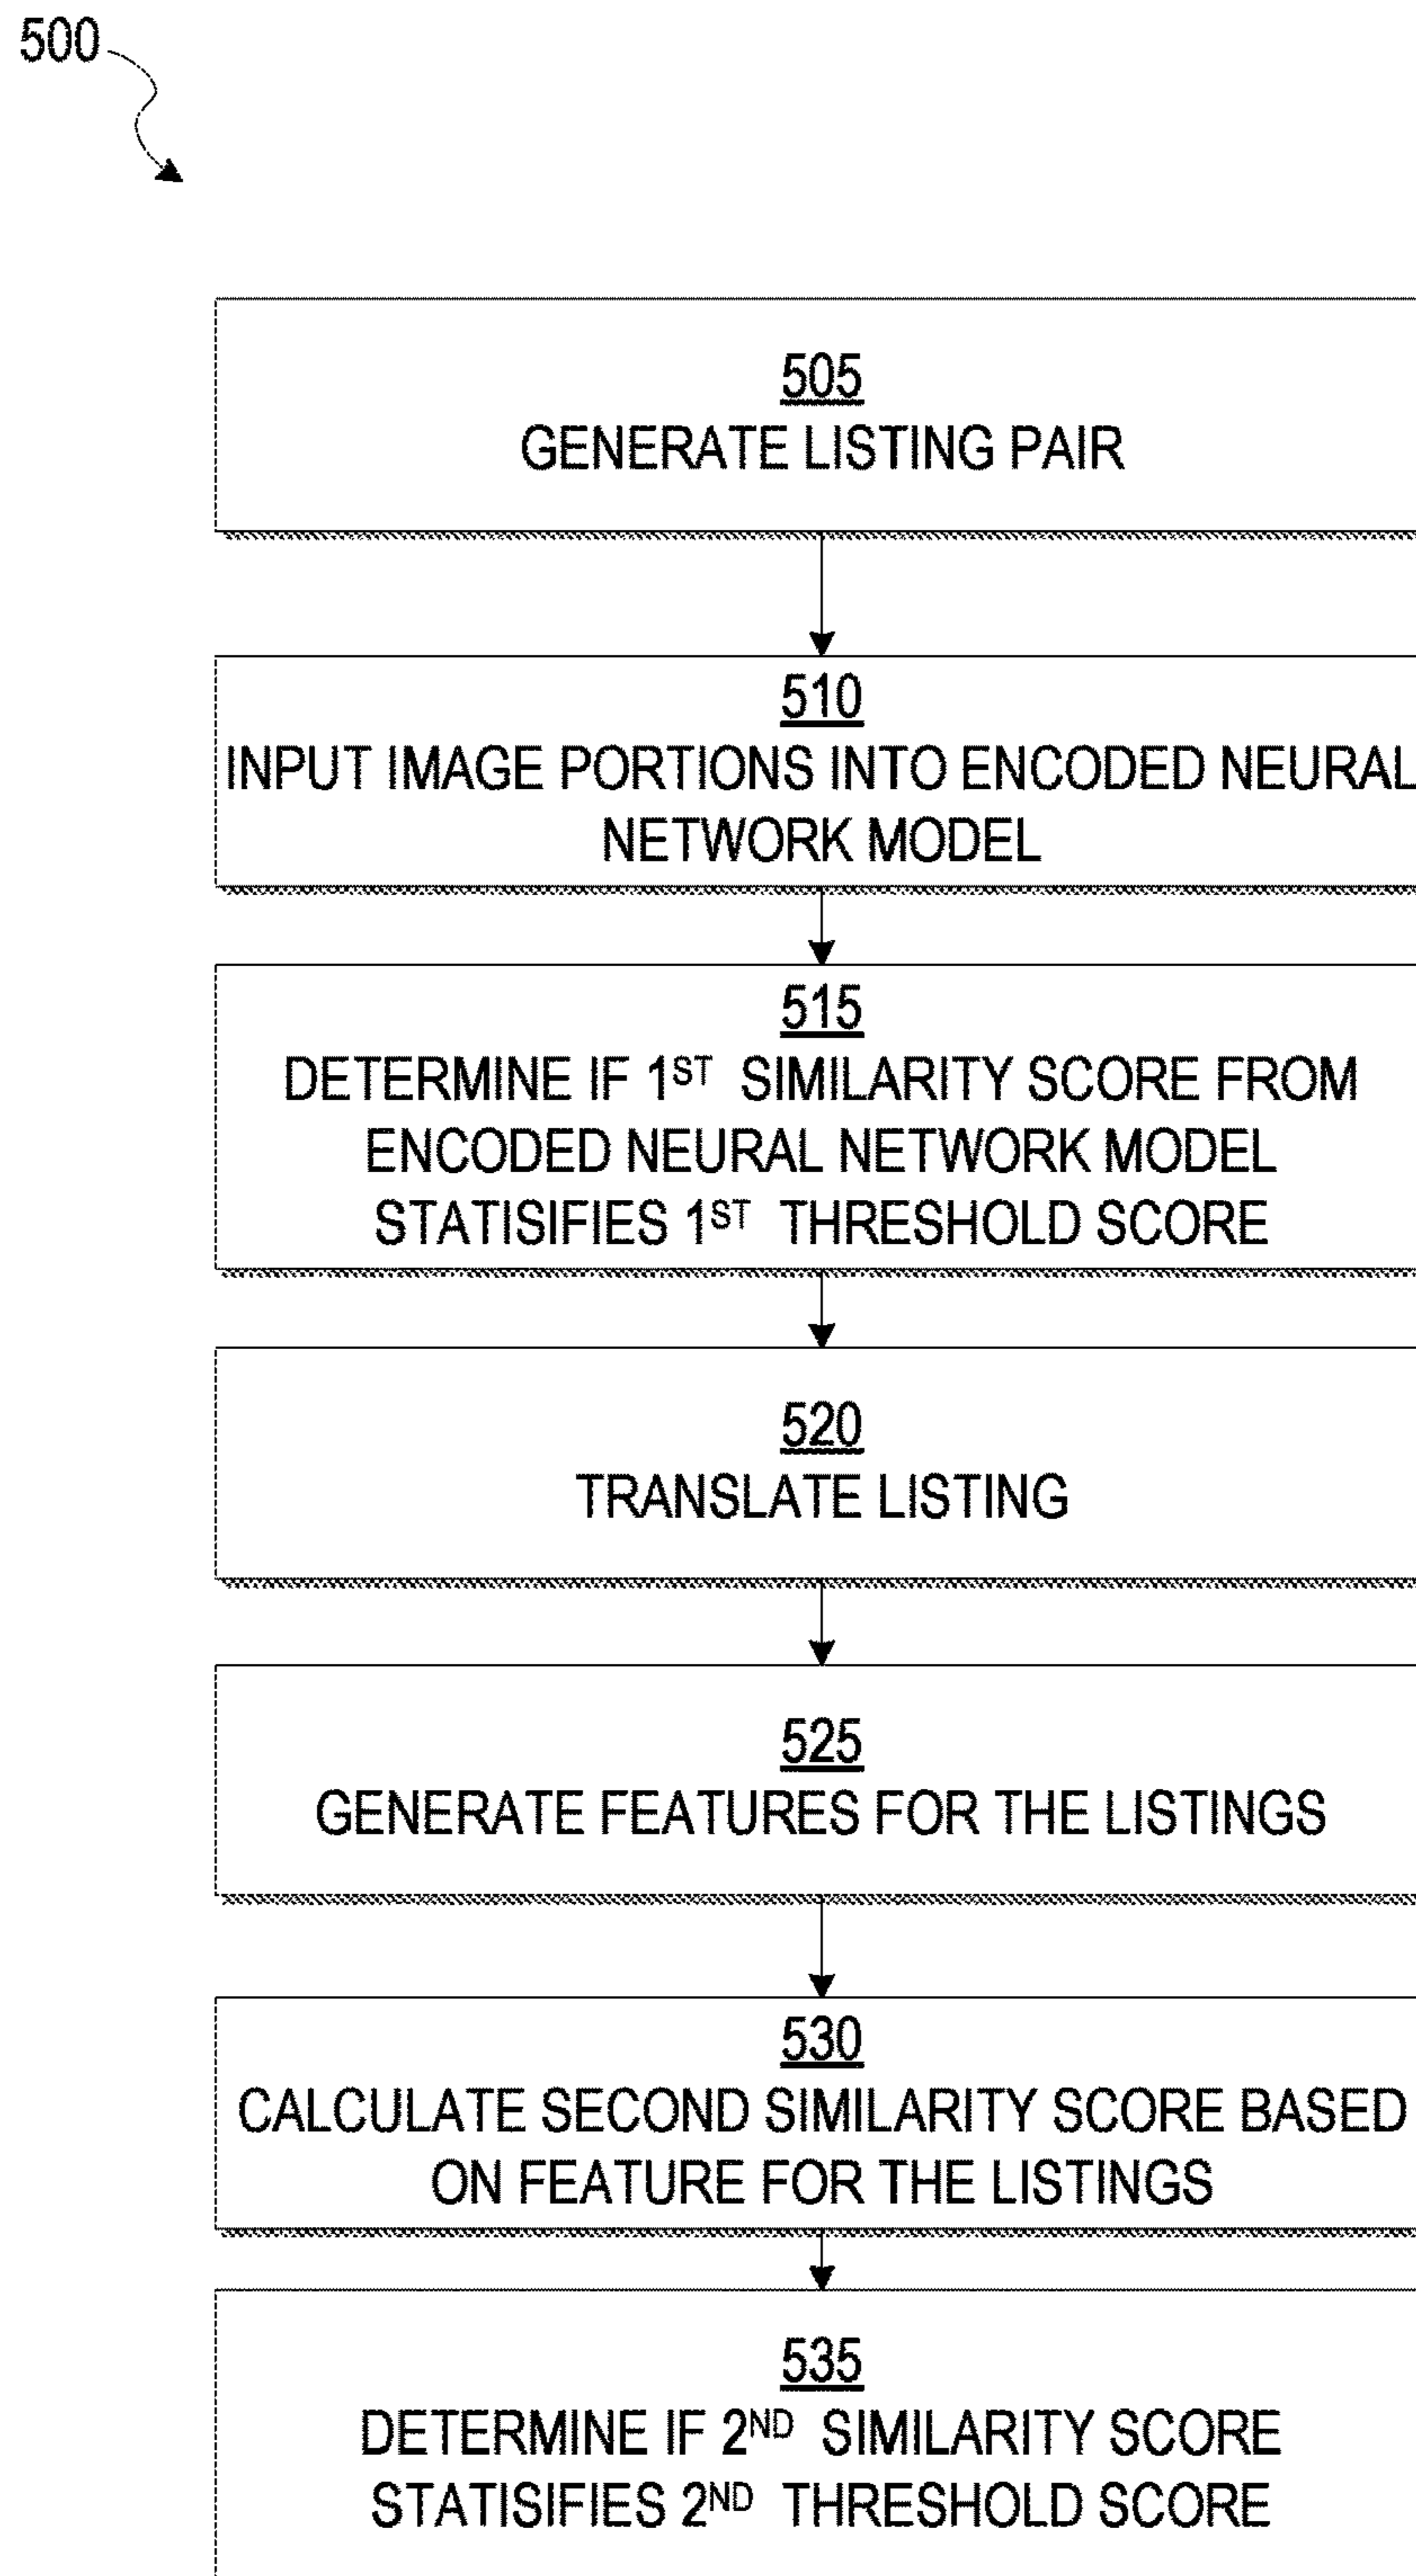 500
505
GENERATE LISTING PAIR
510
INPUT IMAGE PORTIONS INTO ENCODED NEURAL
NETWORK MODEL
515
DETERMINE IF 1ST SIMILARITY SCORE FROM
ENCODED NEURAL NETWORK MODEL
STATISIFIES 1ST THRESHOLD SCORE
520
TRANSLATE LISTING
525
GENERATE FEATURES FOR THE LISTINGS
530
CALCULATE SECOND SIMILARITY SCORE BASED
ON FEATURE FOR THE LISTINGS
535
DETERMINE IF 2ND SIMILARITY SCORE
STATISIFIES 2ND THRESHOLD SCORE